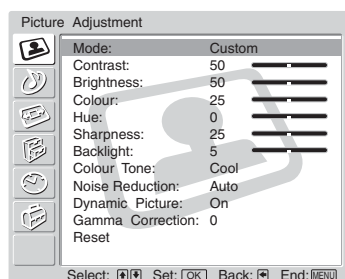 Picture Adjustment
Mode: Custom
Contrast: 50
Brightness: 50
Colour: 25
Hue: 0
Sharpness: 25
Backlight: 5
Colour Tone: Cool
Noise Reduction: Auto
Dynamic Picture: On
Gamma Correction: 0
Reset
Select: Set: OK Back: End: MENU